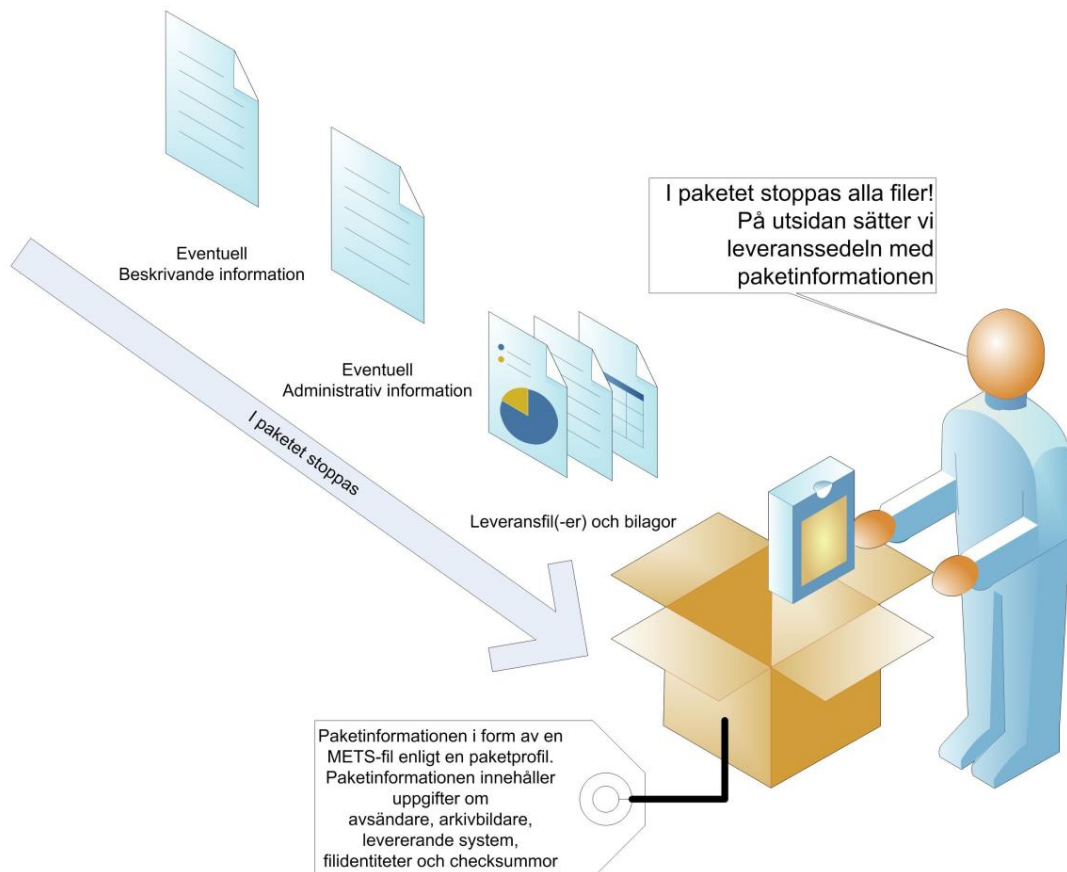 Eventuell
Beskrivande information
I paketet stoppas alla filer!
På utsidan sätter vi
leveranssedeln med
paketinformationen
Eventuell
Administrativ information
I paketet stoppas
Leveransfil(-er) och bilagor
Paketinformationen i form av en
METS-fil enligt en paketprofil.
Paketinformationen innehåller
uppgifter om
avsändare, arkivbildare,
levererande system,
filidentiteter och checksummor